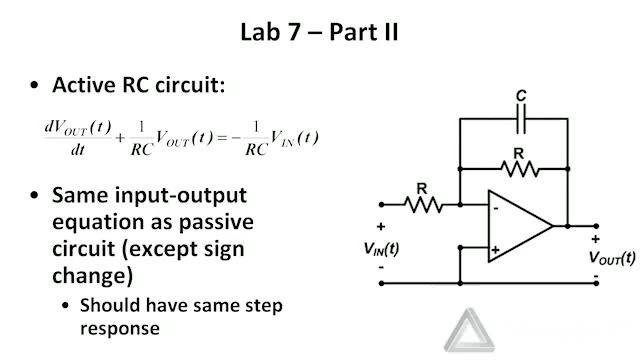 Lab 7 – Part II
• Active RC circuit:
dV_OUT(t)/dt + 1/RC V_OUT(t) = – 1/RC V_IN(t)
• Same input-output
equation as passive
circuit (except sign
change)
• Should have same step
response
C
R
R
-
+
+
V_IN(t)
-
+
V_OUT(t)
-